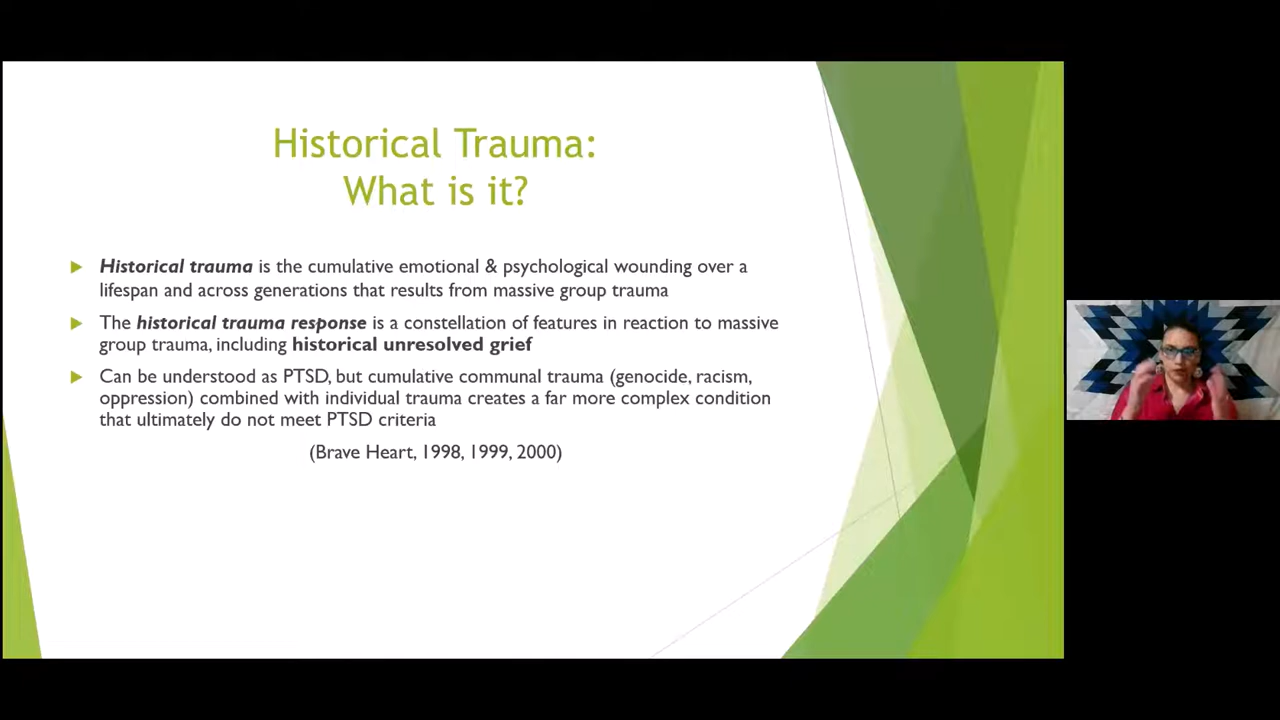 Historical Trauma:
What is it?
Historical trauma is the cumulative emotional & psychological wounding over a
lifespan and across generations that results from massive group trauma
The historical trauma response is a constellation of features in reaction to massive
group trauma, including historical unresolved grief
Can be understood as PTSD, but cumulative communal trauma (genocide, racism,
oppression) combined with individual trauma creates a far more complex condition
that ultimately do not meet PTSD criteria
(Brave Heart, 1998, 1999, 2000)